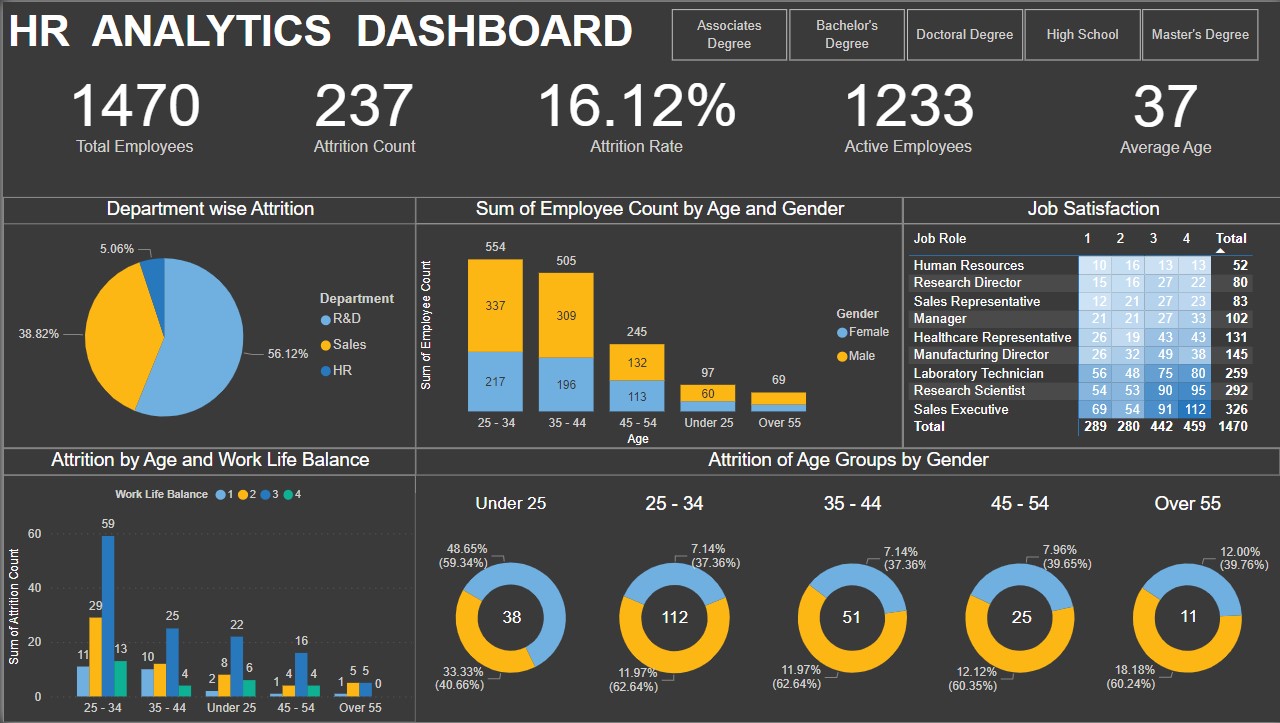 HR ANALYTICS DASHBOARD
Associates Degree
Bachelor's Degree
Doctoral Degree
High School
Master's Degree
1470
Total Employees
237
Attrition Count
16.12%
Attrition Rate
1233
Active Employees
37
Average Age
Department wise Attrition
5.06%
38.82%
56.12%
Department
R&D
Sales
HR
Sum of Employee Count by Age and Gender
Sum of Employee Count
554
337
217
505
309
196
245
132
113
97
60
69
25 - 34
35 - 44
45 - 54
Under 25
Over 55
Age
Gender
Female
Male
Job Satisfaction
Job Role 1 2 3 4 Total
Human Resources 10 16 13 13 52
Research Director 15 16 27 22 80
Sales Representative 12 21 27 23 83
Manager 21 21 27 33 102
Healthcare Representative 26 19 43 43 131
Manufacturing Director 26 32 49 38 145
Laboratory Technician 56 48 75 80 259
Research Scientist 54 53 90 95 292
Sales Executive 69 54 91 112 326
Total 289 280 442 459 1470
Attrition by Age and Work Life Balance
Work Life Balance 1 2 3 4
Sum of Attrition Count
60
40
20
0
11 29 59 13
10 25 4
2 8 22 6
1 4 16 4
1 5 5 0
25 - 34
35 - 44
Under 25
45 - 54
Over 55
Attrition of Age Groups by Gender
Under 25
48.65%
(59.34%)
38
33.33%
(40.66%)
25 - 34
7.14%
(37.36%)
112
11.97%
(62.64%)
35 - 44
7.14%
(37.36%
51
11.97%
(62.64%)
45 - 54
7.96%
(39.65%)
25
12.12%
(60.35%)
Over 55
12.00%
(39.76%)
11
18.18%
(60.24%)